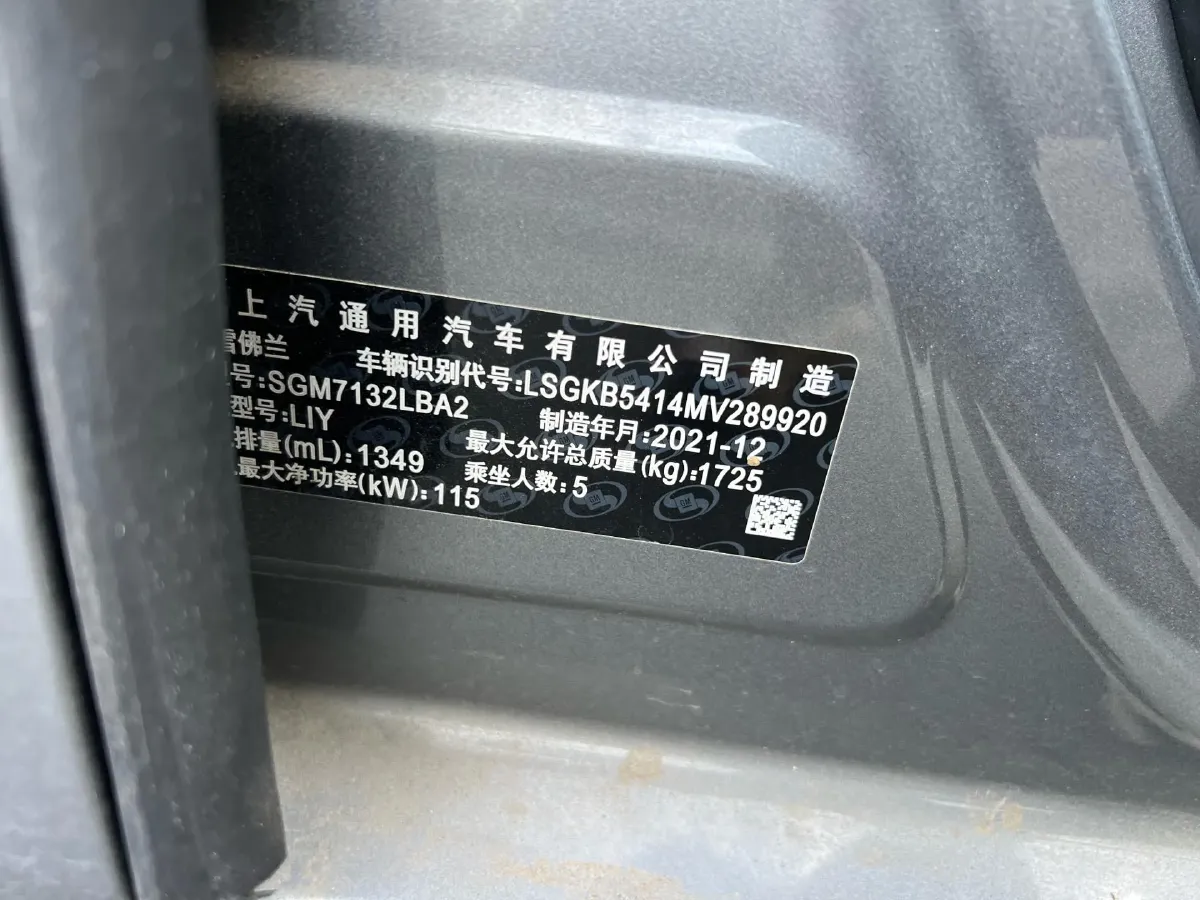 上汽通用汽车有限公司制造
雪佛兰 车辆识别代号:LSGKB5414MV289920
号:SGM7132LBA2 制造年月:2021-12
型号:LIY 最大允许总质量(kg):1725
排量(mL):1349 乘坐人数:5
最大净功率(kW):115